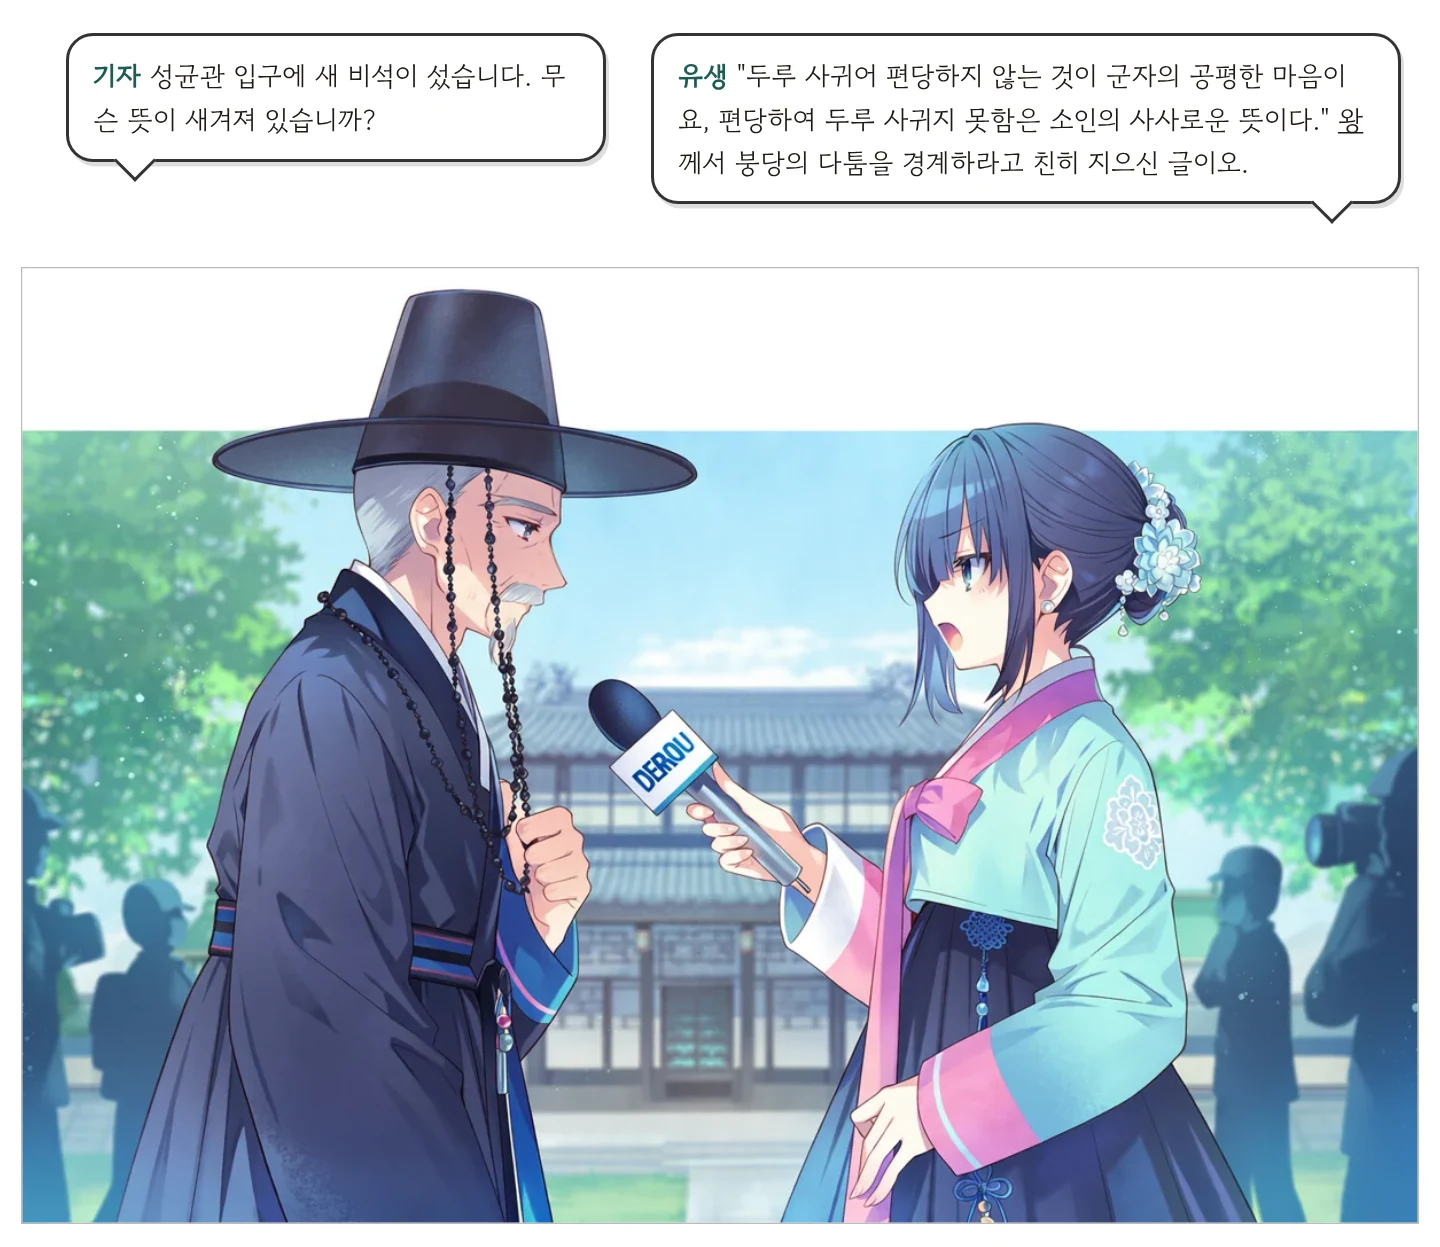 기자 성균관 입구에 새 비석이 섰습니다. 무
슨 뜻이 새겨져 있습니까?
유생 "두루 사귀어 편당하지 않는 것이 군자의 공평한 마음이
요, 편당하여 두루 사귀지 못함은 소인의 사사로운 뜻이다." 왕
께서 붕당의 다툼을 경계하라고 친히 지으신 글이오.
DEROU